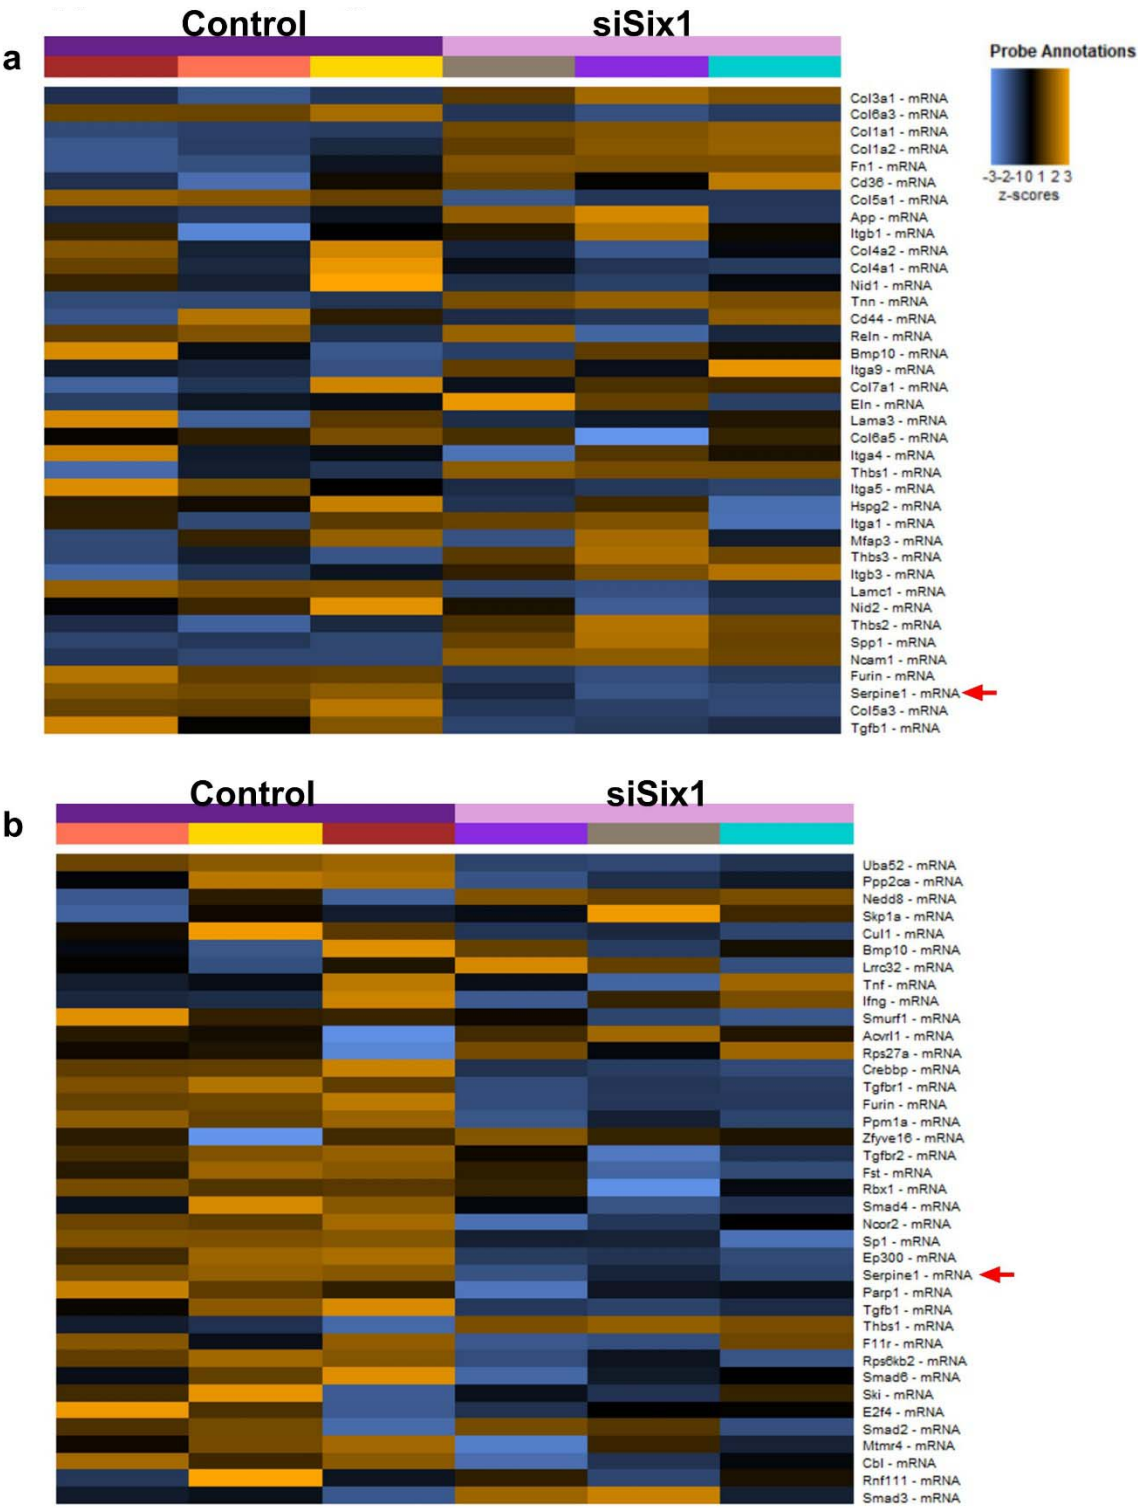 Control siSix1
a
Probe Annotations
-3-2-10 1 2 3
z-scores
Col3a1 - mRNA
Col6a3 - mRNA
Col1a1 - mRNA
Col1a2 - mRNA
Fn1 - mRNA
Cd36 - mRNA
Col5a1 - mRNA
App - mRNA
Itgb1 - mRNA
Col4a2 - mRNA
Col4a1 - mRNA
Nid1 - mRNA
Tnn - mRNA
Cd44 - mRNA
Reln - mRNA
Bmp10 - mRNA
Itga9 - mRNA
Col7a1 - mRNA
Eln - mRNA
Lama3 - mRNA
Col6a5 - mRNA
Itga4 - mRNA
Thbs1 - mRNA
Itga5 - mRNA
Hspg2 - mRNA
Itga1 - mRNA
Mfap3 - mRNA
Thbs3 - mRNA
Itgb3 - mRNA
Lamc1 - mRNA
Nid2 - mRNA
Thbs2 - mRNA
Spp1 - mRNA
Ncam1 - mRNA
Furin - mRNA
Serpine1 - mRNA
Col5a3 - mRNA
Tgfb1 - mRNA
Control siSix1
b
Uba52 - mRNA
Ppp2ca - mRNA
Nedd8 - mRNA
Skp1a - mRNA
Cul1 - mRNA
Bmp10 - mRNA
Lrrc32 - mRNA
Tnf - mRNA
Ifng - mRNA
Smurf1 - mRNA
Acvrl1 - mRNA
Rps27a - mRNA
Crebbp - mRNA
Tgfbr1 - mRNA
Furin - mRNA
Ppm1a - mRNA
Zfyve16 - mRNA
Tgfbr2 - mRNA
Fst - mRNA
Rbx1 - mRNA
Smad4 - mRNA
Ncor2 - mRNA
Sp1 - mRNA
Ep300 - mRNA
Serpine1 - mRNA
Parp1 - mRNA
Tgfb1 - mRNA
Thbs1 - mRNA
F11r - mRNA
Rps6kb2 - mRNA
Smad6 - mRNA
Ski - mRNA
E2f4 - mRNA
Smad2 - mRNA
Mtmr4 - mRNA
Cbl - mRNA
Rnf111 - mRNA
Smad3 - mRNA